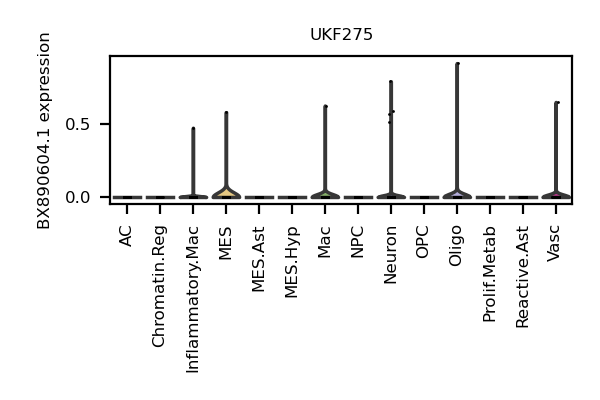 UKF275
BX890604.1 expression
0.5
0.0
AC
Chromatin.Reg
Inflammatory.Mac
MES
MES.Ast
MES.Hyp
Mac
NPC
Neuron
OPC
Oligo
Prolif.Metab
Reactive.Ast
Vasc